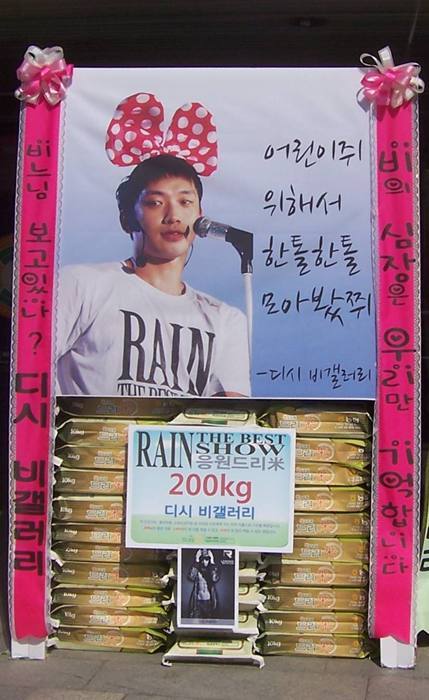 어린이쥐
위해서
한톨한톨
모아봤쮜
-디시 비갤러리
비느님 보고있나? 디시 비갤러리
비의 심장은 우리만 기억합니다
RAIN
THE BEST
RAIN THE BEST SHOW
응원드리米
200kg
디시 비갤러리
10kg